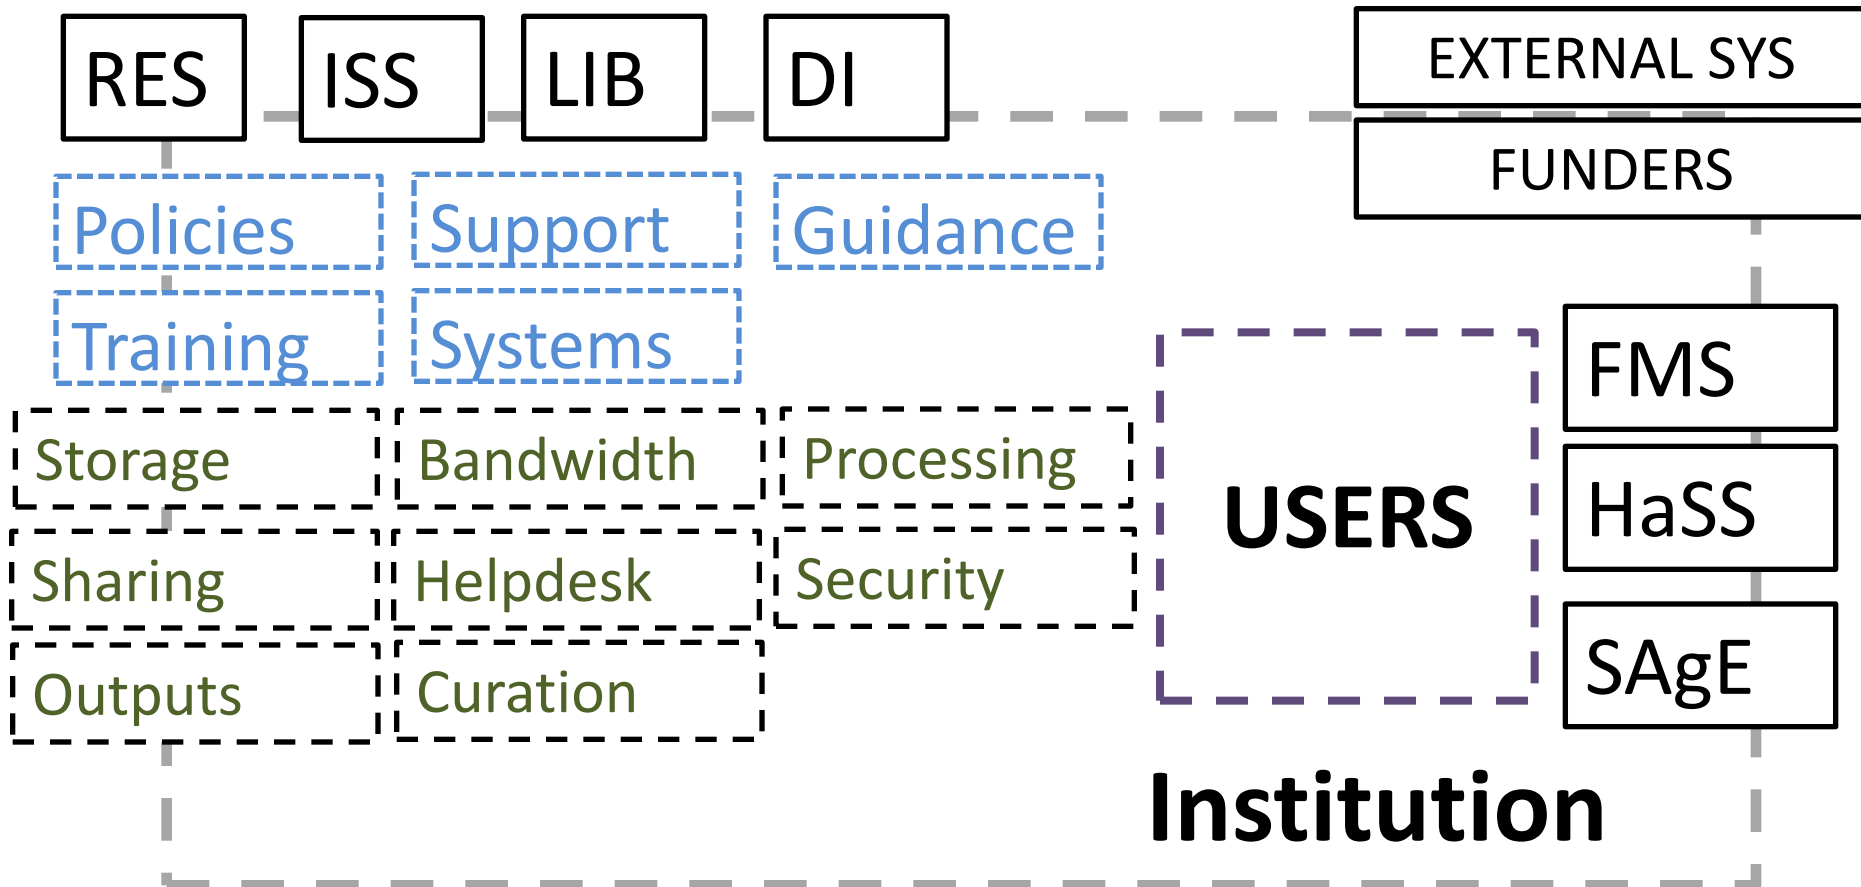 RES
ISS
LIB
DI
EXTERNAL SYS
FUNDERS
Policies
Support
Guidance
Training
Systems
Storage
Bandwidth
Processing
Sharing
Helpdesk
Security
Outputs
Curation
USERS
FMS
HaSS
SAgE
Institution